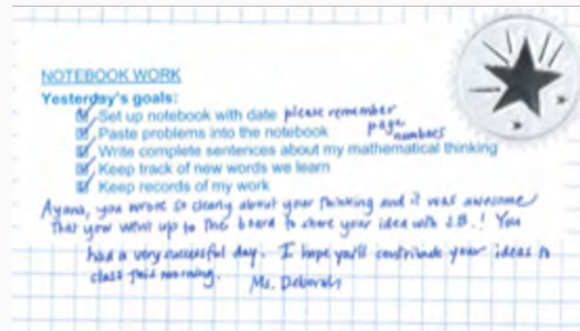 NOTEBOOK WORK
Yesterday's goals:
Set up notebook with date please remember
page numbers
Paste problems into the notebook
Write complete sentences about my mathematical thinking
Keep track of new words we learn
Keep records of my work
Ayana, you wrote so clearly about your thinking and it was awesome
that you went up to the board to share your idea with J.B.! You
had a very successful day. I hope you'll contribute your ideas to
class this morning. Ms. Deborah